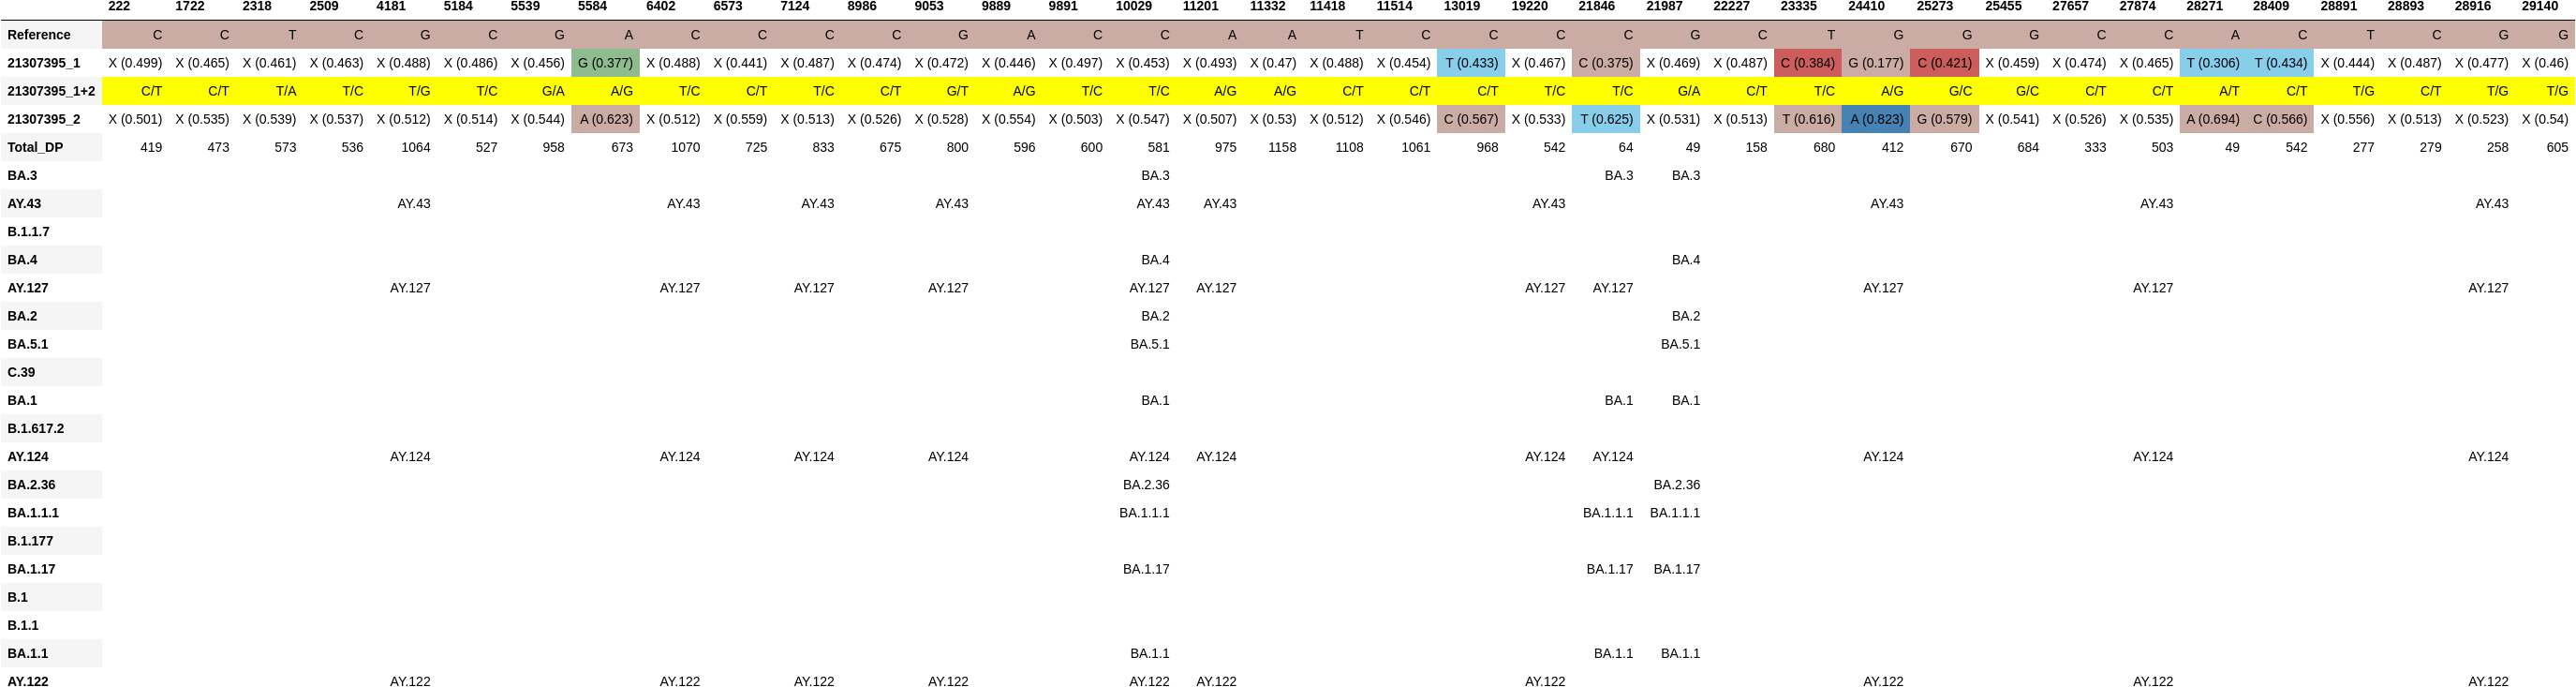 222 1722 2318 2509 4181 5184 5539 5584 6402 6573 7124 8986 9053 9889 9891 10029 11201 11332 11418 11514 13019 19220 21846 21987 22227 23335 24410 25273 25455 27657 27874 28271 28409 28891 28893 28916 29140
Reference C C T C G C G A C C C C G A C C A A T C C C C G C T G G G C C A C T C G G
21307395_1 X (0.499) X (0.465) X (0.461) X (0.463) X (0.488) X (0.486) X (0.456) G (0.377) X (0.488) X (0.441) X (0.487) X (0.474) X (0.472) X (0.446) X (0.497) X (0.453) X (0.493) X (0.47) X (0.488) X (0.454) T (0.433) X (0.467) C (0.375) X (0.469) X (0.487) C (0.384) G (0.177) C (0.421) X (0.459) X (0.474) X (0.465) T (0.306) T (0.434) X (0.444) X (0.487) X (0.477) X (0.46)
21307395_1+2 C/T C/T T/A T/C T/G T/C G/A A/G T/C C/T T/C C/T G/T A/G T/C T/C A/G A/G C/T C/T C/T T/C T/C G/A C/T T/C A/G G/C G/C C/T C/T A/T C/T T/G C/T T/G T/G
21307395_2 X (0.501) X (0.535) X (0.539) X (0.537) X (0.512) X (0.514) X (0.544) A (0.623) X (0.512) X (0.559) X (0.513) X (0.526) X (0.528) X (0.554) X (0.503) X (0.547) X (0.507) X (0.53) X (0.512) X (0.546) C (0.567) X (0.533) T (0.625) X (0.531) X (0.513) T (0.616) A (0.823) G (0.579) X (0.541) X (0.526) X (0.535) A (0.694) C (0.566) X (0.556) X (0.513) X (0.523) X (0.54)
Total_DP 419 473 573 536 1064 527 958 673 1070 725 833 675 800 596 600 581 975 1158 1108 1061 968 542 64 49 158 680 412 670 684 333 503 49 542 277 279 258 605
BA.3 BA.3 BA.3 BA.3
AY.43 AY.43 AY.43 AY.43 AY.43 AY.43 AY.43 AY.43 AY.43 AY.43 AY.43
B.1.1.7
BA.4 BA.4 BA.4
AY.127 AY.127 AY.127 AY.127 AY.127 AY.127 AY.127 AY.127 AY.127 AY.127 AY.127 AY.127
BA.2 BA.2 BA.2
BA.5.1 BA.5.1 BA.5.1
C.39
BA.1 BA.1 BA.1 BA.1
B.1.617.2
AY.124 AY.124 AY.124 AY.124 AY.124 AY.124 AY.124 AY.124 AY.124 AY.124 AY.124 AY.124
BA.2.36 BA.2.36 BA.2.36
BA.1.1.1 BA.1.1.1 BA.1.1.1 BA.1.1.1
B.1.177
BA.1.17 BA.1.17 BA.1.17 BA.1.17
B.1
B.1.1
BA.1.1 BA.1.1 BA.1.1 BA.1.1
AY.122 AY.122 AY.122 AY.122 AY.122 AY.122 AY.122 AY.122 AY.122 AY.122 AY.122